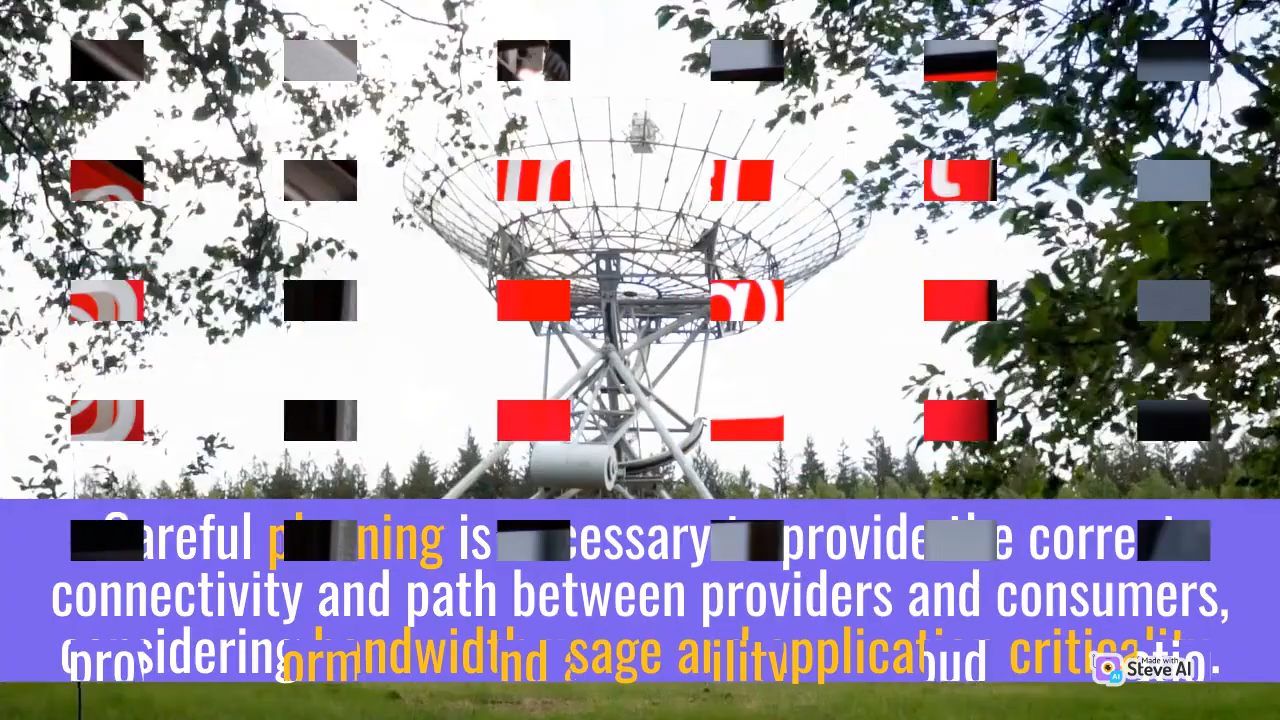 Careful planning is necessary to provide the correct
connectivity and path between providers and consumers,
considering bandwidth usage and application criticality.
Made with
Steve AI